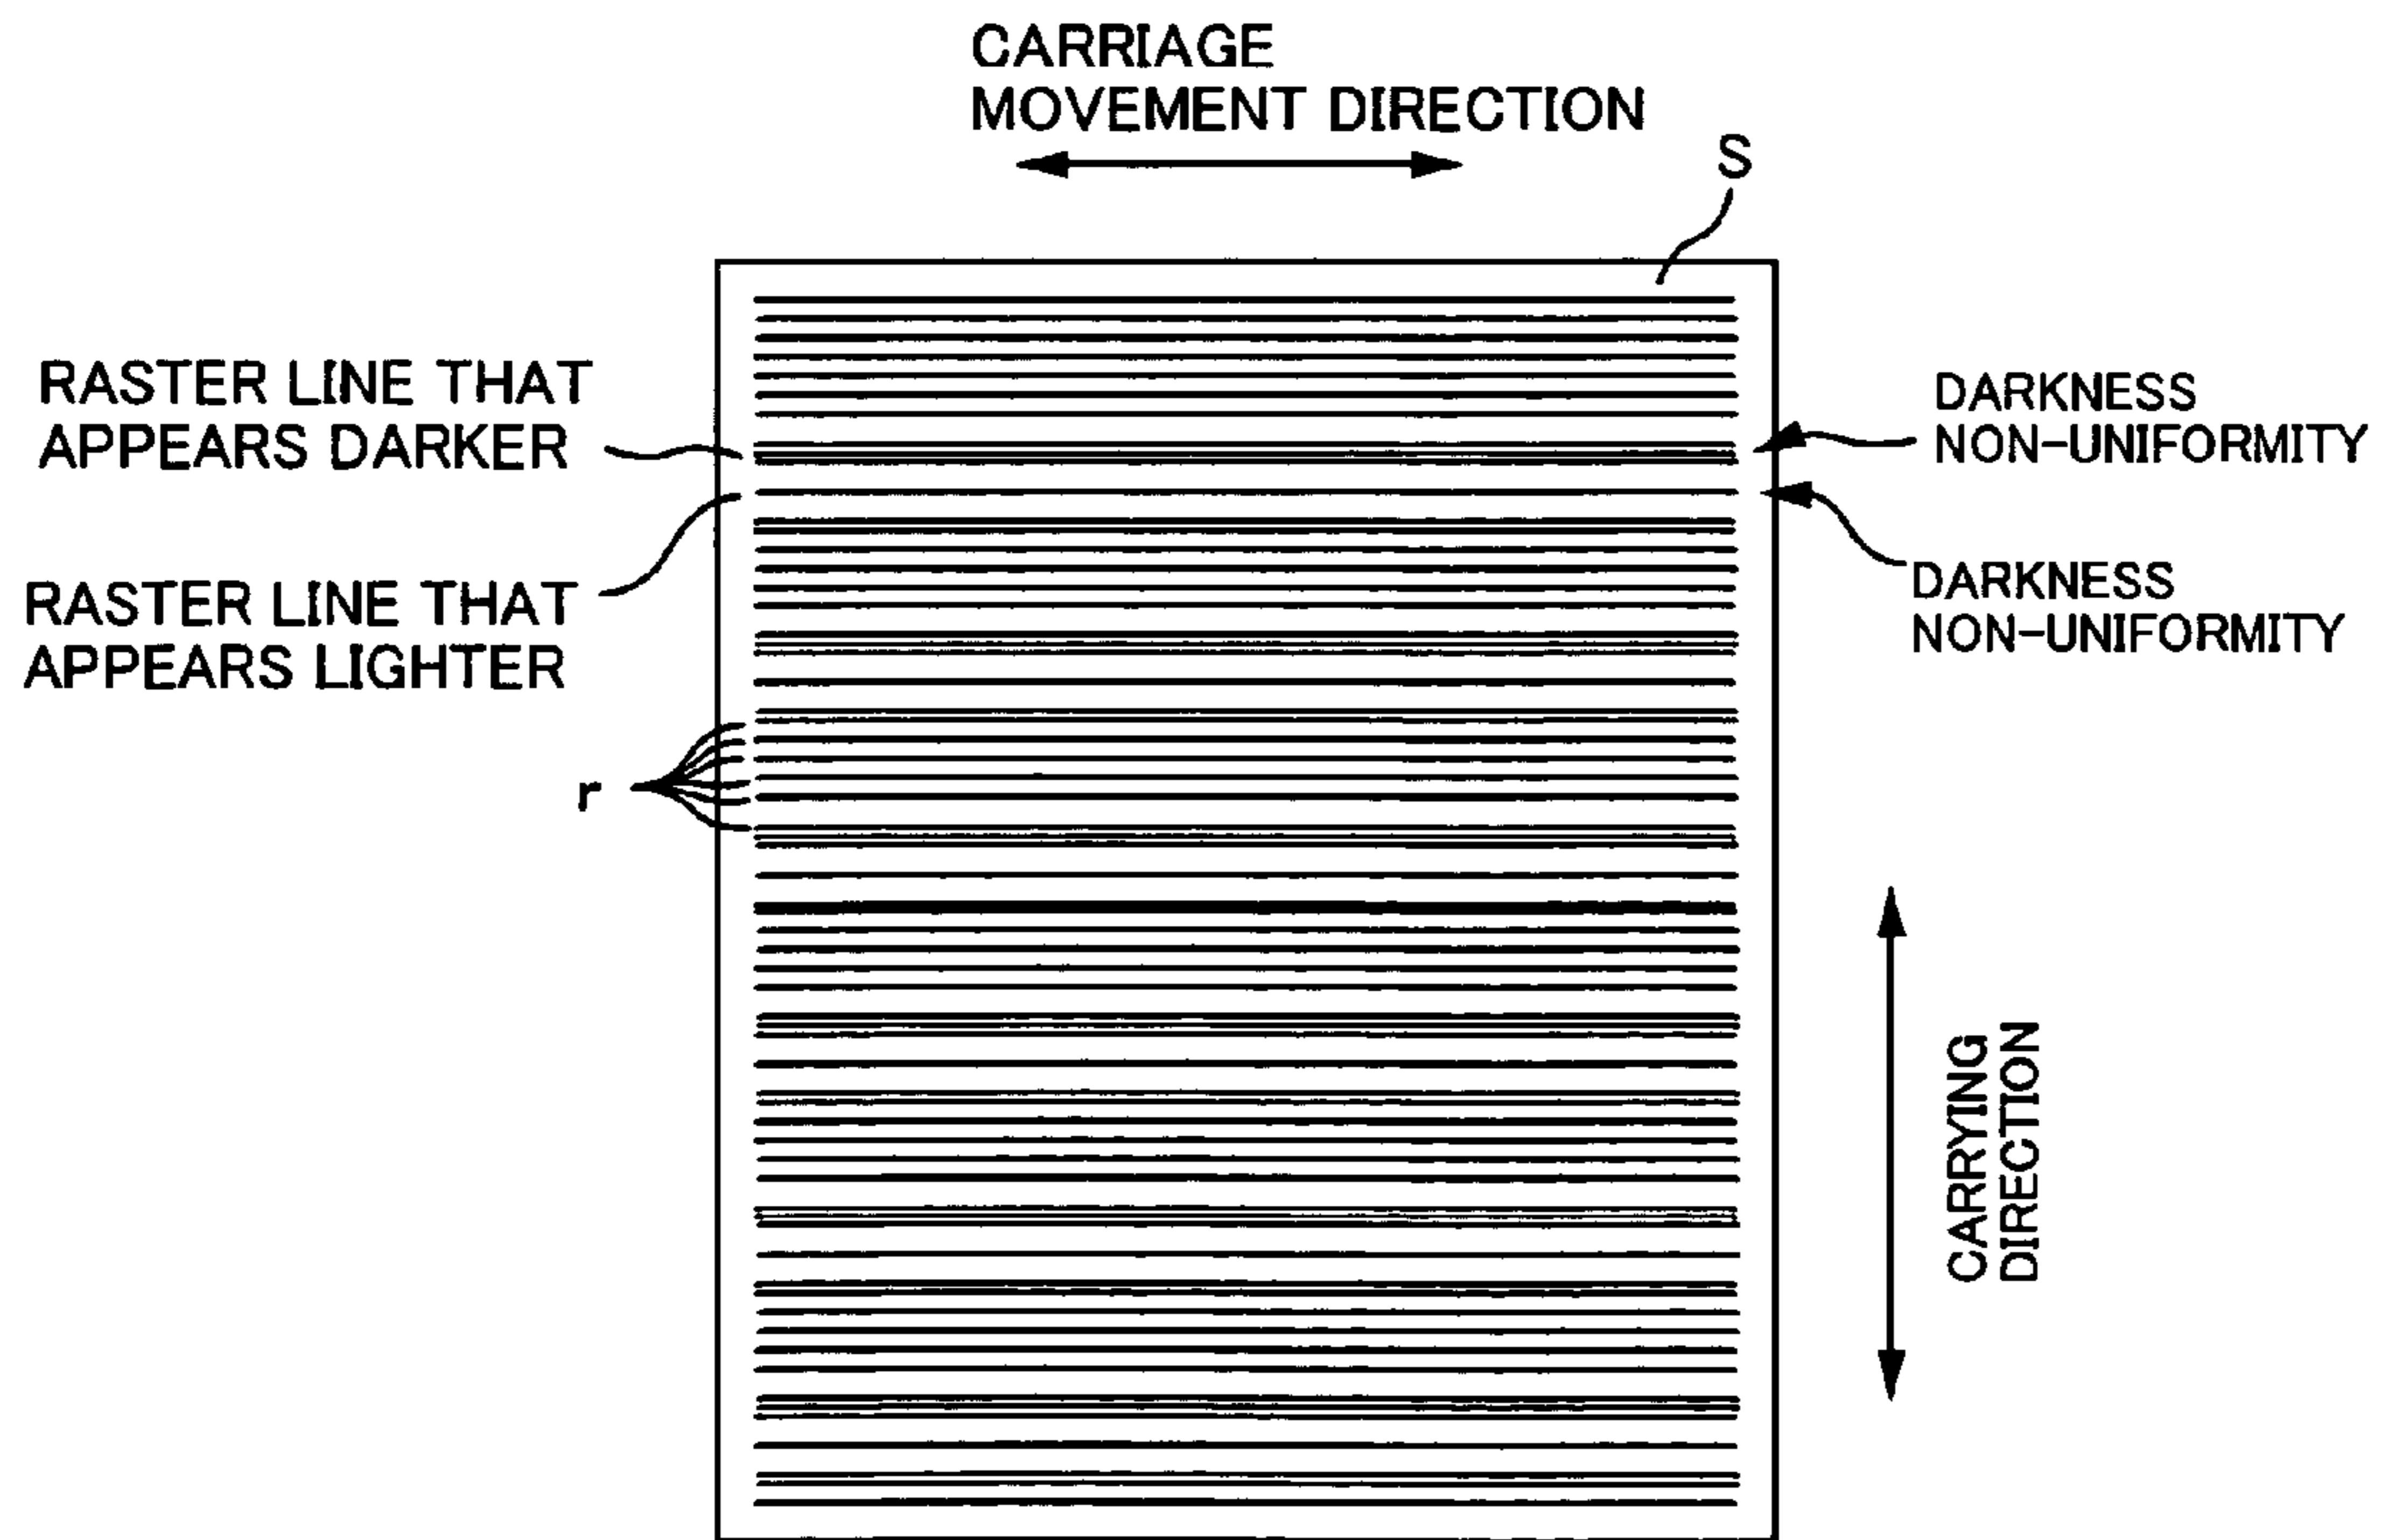 CARRIAGE
MOVEMENT DIRECTION
S
RASTER LINE THAT
APPEARS DARKER
DARKNESS
NON-UNIFORMITY
RASTER LINE THAT
APPEARS LIGHTER
DARKNESS
NON-UNIFORMITY
r
CARRYING
DIRECTION